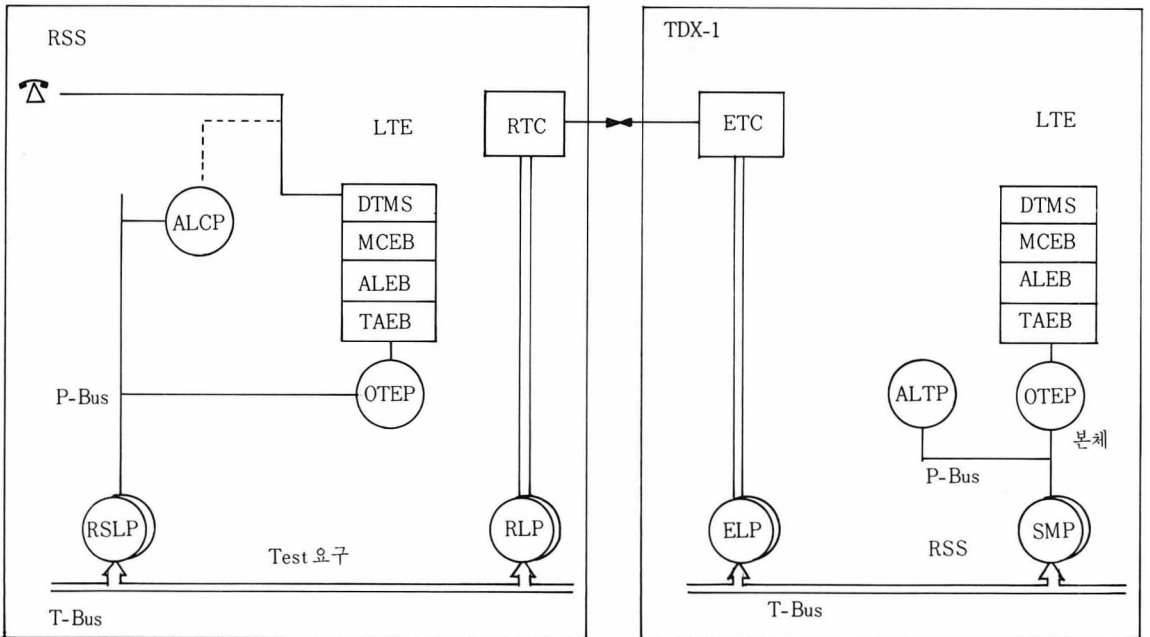 RSS
LTE
RTC
ALCP
DTMS
MCEB
ALEB
TAEB
OTEP
P-Bus
RSLP
RLP
Test 요구
T-Bus
TDX-1
ETC
LTE
DTMS
MCEB
ALEB
TAEB
ALTP
OTEP
본체
P-Bus
ELP
SMP
RSS
T-Bus